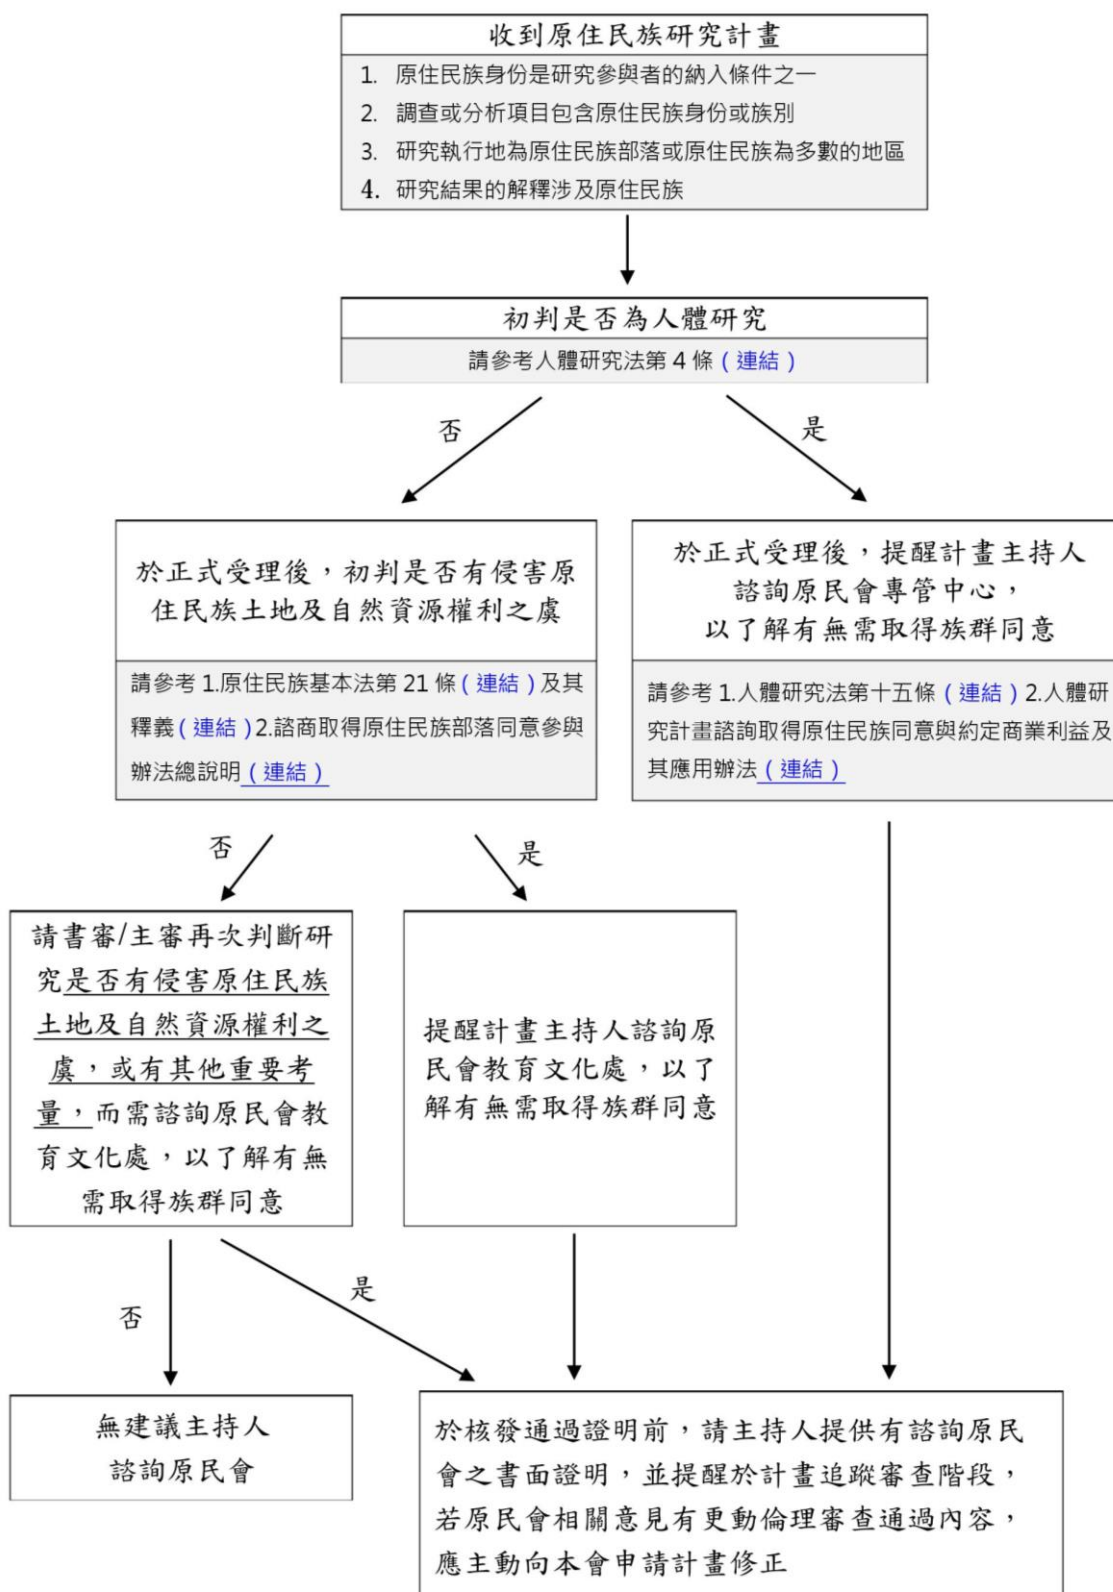 收到原住民族研究計畫
1. 原住民族身份是研究參與者的納入條件之一
2. 調查或分析項目包含原住民族身份或族別
3. 研究執行地為原住民族部落或原住民族為多數的地區
4. 研究結果的解釋涉及原住民族
初判是否為人體研究
請參考人體研究法第 4 條（連結）
否
是
於正式受理後，初判是否有侵害原
住民族土地及自然資源權利之虞
請參考 1.原住民族基本法第 21 條（連結）及其
釋義（連結）2.諮商取得原住民族部落同意參與
辦法總說明（連結）
於正式受理後，提醒計畫主持人
諮詢原民會專管中心，
以了解有無需取得族群同意
請參考 1.人體研究法第十五條（連結）2.人體研
究計畫諮詢取得原住民族同意與約定商業利益及
其應用辦法（連結）
否
是
請書審/主審再次判斷研
究是否有侵害原住民族
土地及自然資源權利之
虞，或有其他重要考
量，而需諮詢原民會教
育文化處，以了解有無
需取得族群同意
提醒計畫主持人諮詢原
民會教育文化處，以了
解有無需取得族群同意
否
是
無建議主持人
諮詢原民會
於核發通過證明前，請主持人提供有諮詢原民
會之書面證明，並提醒於計畫追蹤審查階段，
若原民會相關意見有更動倫理審查通過內容，
應主動向本會申請計畫修正